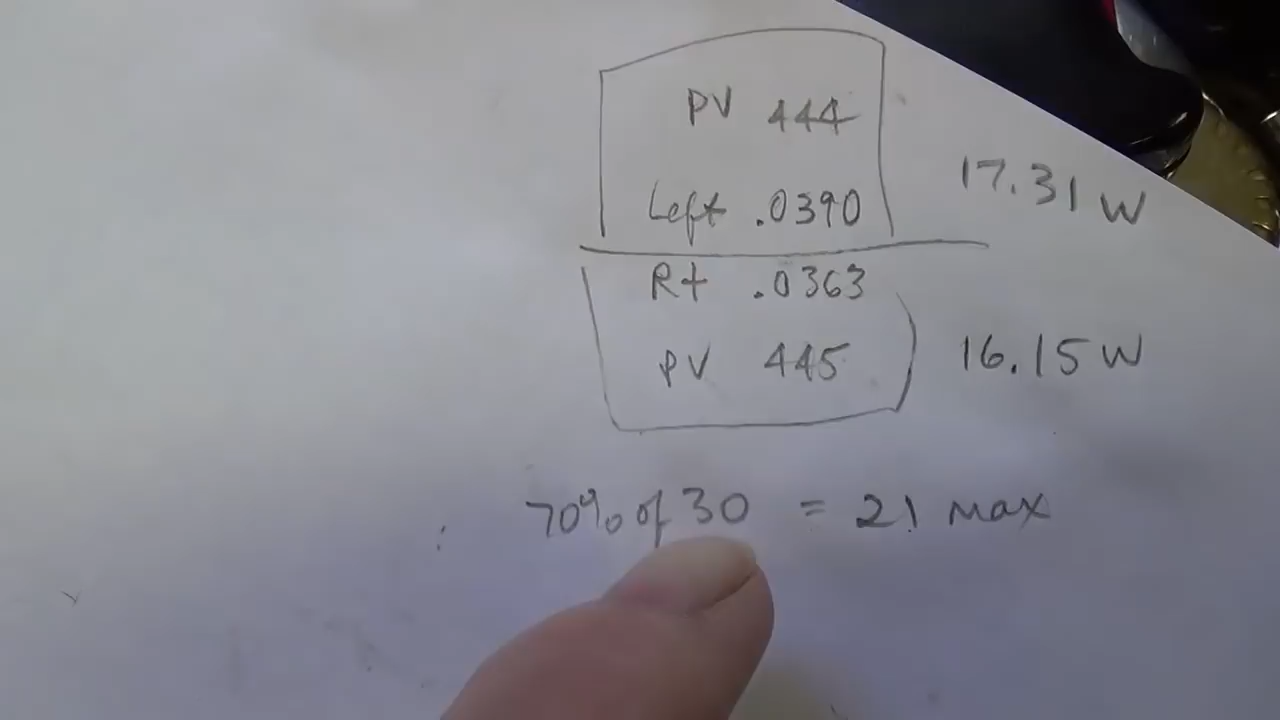 PV 444
Left .0390
17.31 W
Rt .0363
PV 445
16.15 W
70% of 30 = 21 max